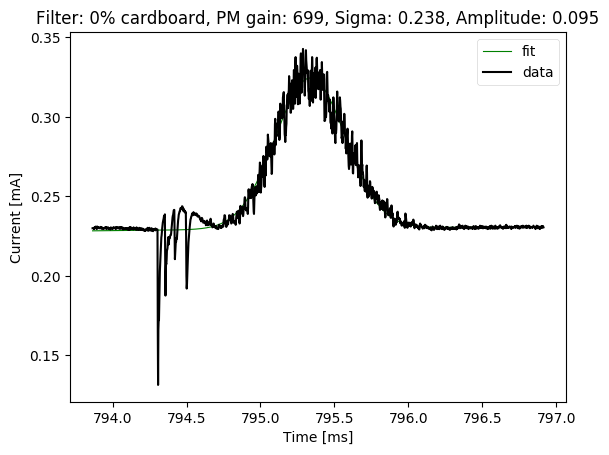 Filter: 0% cardboard, PM gain: 699, Sigma: 0.238, Amplitude: 0.095
0.35
fit
data
0.30
0.25
0.20
0.15
Current [mA]
794.0 794.5 795.0 795.5 796.0 796.5 797.0
Time [ms]